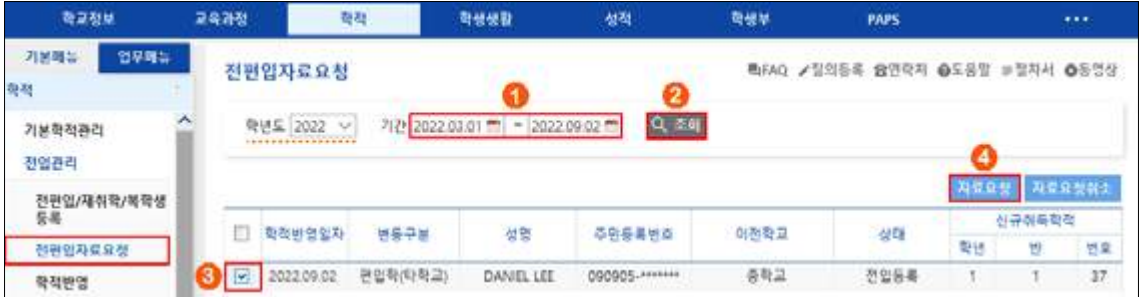 학교정보 교육과정 학적 학생생활 성적 학생부 PAPS •••
기본메뉴 업무메뉴
학적
기본학적관리
전입관리
전편입/재취학/복학생
등록
전편입자료요청
학적반영
전편입자료요청
FAQ 질의등록 연락처 도움말 절차서 동영상
1 2
학년도 2022 기간 2022.03.01 ~ 2022.09.02 조회
4
자료요청 자료요청취소
학적반영일자 변동구분 성명 주민등록번호 이전학교 상태 신규취득학적
학년 반 번호
3 2022.09.02 편입학(타학교) DANIEL LEE 090905-******* 중학교 전입등록 1 1 37